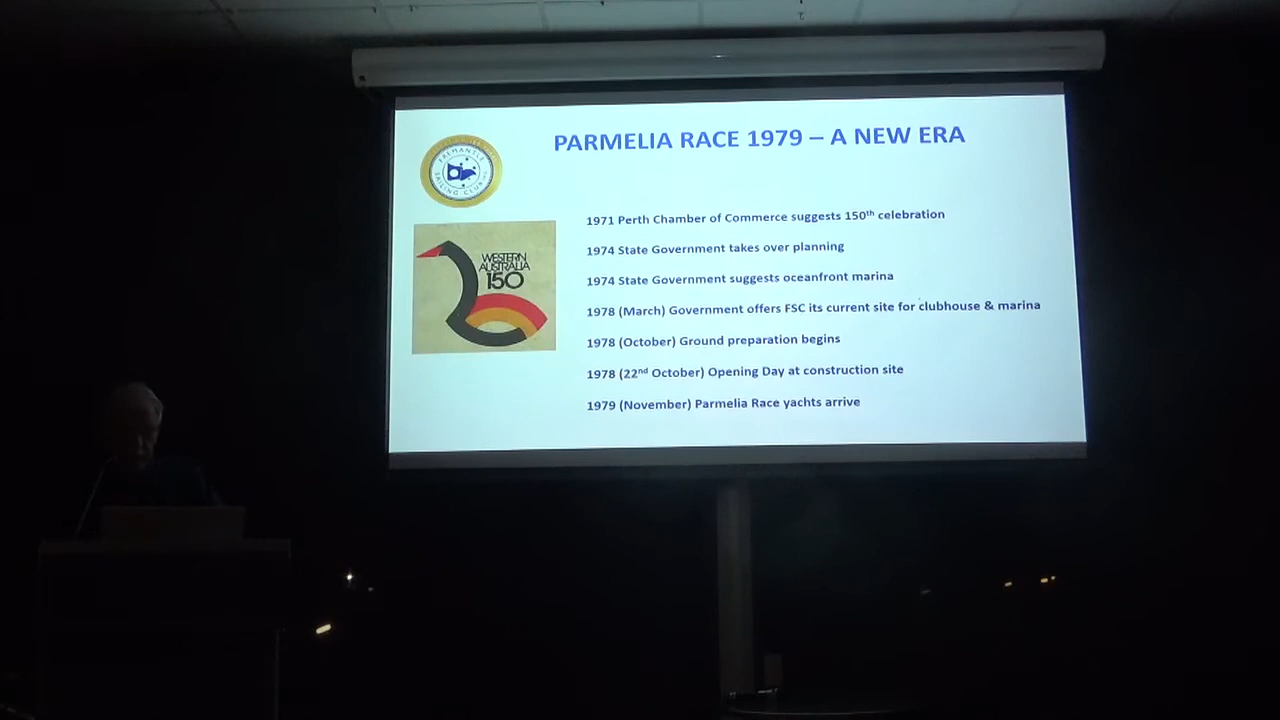 PARMELIA RACE 1979 – A NEW ERA
FREMANTLE
SAILING CLUB
WESTERN
AUSTRALIA
150
1971 Perth Chamber of Commerce suggests 150th celebration
1974 State Government takes over planning
1974 State Government suggests oceanfront marina
1978 (March) Government offers FSC its current site for clubhouse & marina
1978 (October) Ground preparation begins
1978 (22nd October) Opening Day at construction site
1979 (November) Parmelia Race yachts arrive